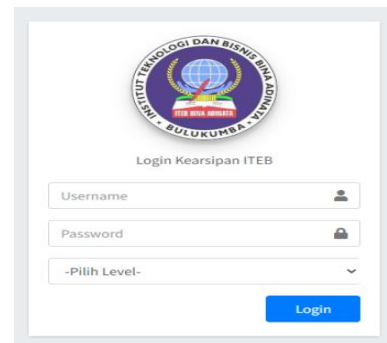 INSTITUT TEKNOLOGI DAN BISNIS BINA ADINATA
ITEB BINA ADINATA
• BULUKUMBA •
Login Kearsipan ITEB
Username
Password
-Pilih Level-
Login